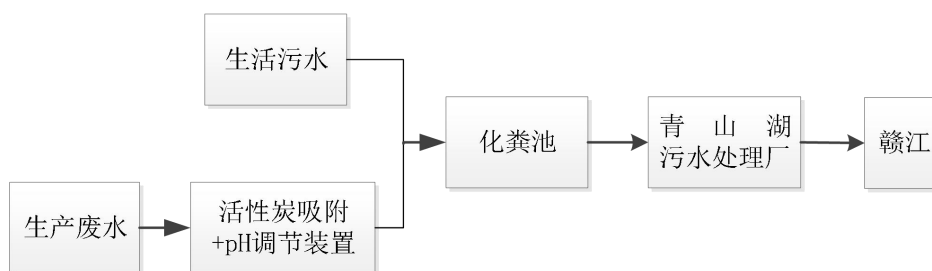 生活污水
化粪池
青山湖
污水处理厂
赣江
生产废水
活性炭吸附
+pH调节装置